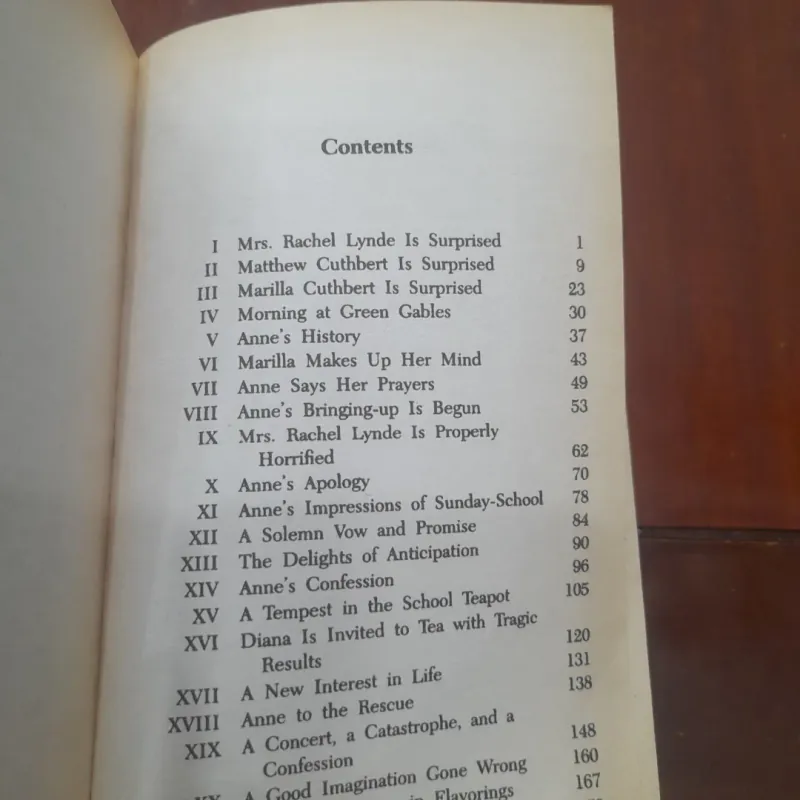 Contents
I Mrs. Rachel Lynde Is Surprised 1
II Matthew Cuthbert Is Surprised 9
III Marilla Cuthbert Is Surprised 23
IV Morning at Green Gables 30
V Anne's History 37
VI Marilla Makes Up Her Mind 43
VII Anne Says Her Prayers 49
VIII Anne's Bringing-up Is Begun 53
IX Mrs. Rachel Lynde Is Properly
Horrified 62
X Anne's Apology 70
XI Anne's Impressions of Sunday-School 78
XII A Solemn Vow and Promise 84
XIII The Delights of Anticipation 90
XIV Anne's Confession 96
XV A Tempest in the School Teapot 105
XVI Diana Is Invited to Tea with Tragic
Results 120
XVII A New Interest in Life 131
XVIII Anne to the Rescue 138
XIX A Concert, a Catastrophe, and a
Confession 148
XX A Good Imagination Gone Wrong 160
in Flavorings 167